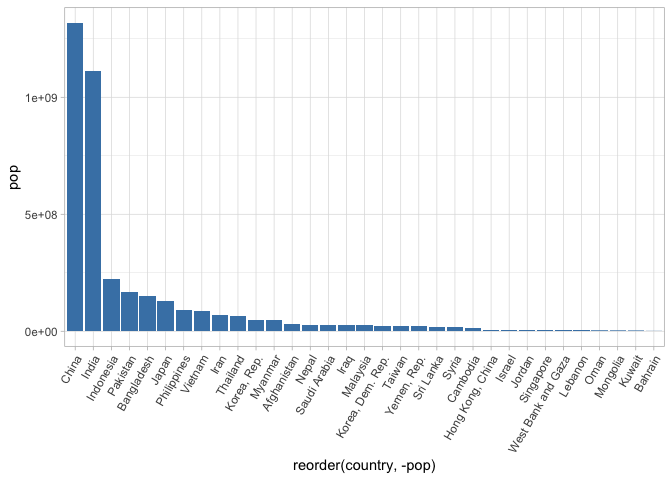 pop
1e+09
5e+08
0e+00
China
India
Indonesia
Pakistan
Bangladesh
Japan
Philippines
Vietnam
Iran
Thailand
Korea, Rep.
Myanmar
Afghanistan
Nepal
Saudi Arabia
Iraq
Malaysia
Korea, Dem. Rep.
Taiwan
Yemen, Rep.
Sri Lanka
Syria
Cambodia
Hong Kong, China
Israel
Jordan
Singapore
West Bank and Gaza
Lebanon
Oman
Mongolia
Kuwait
Bahrain
reorder(country, -pop)